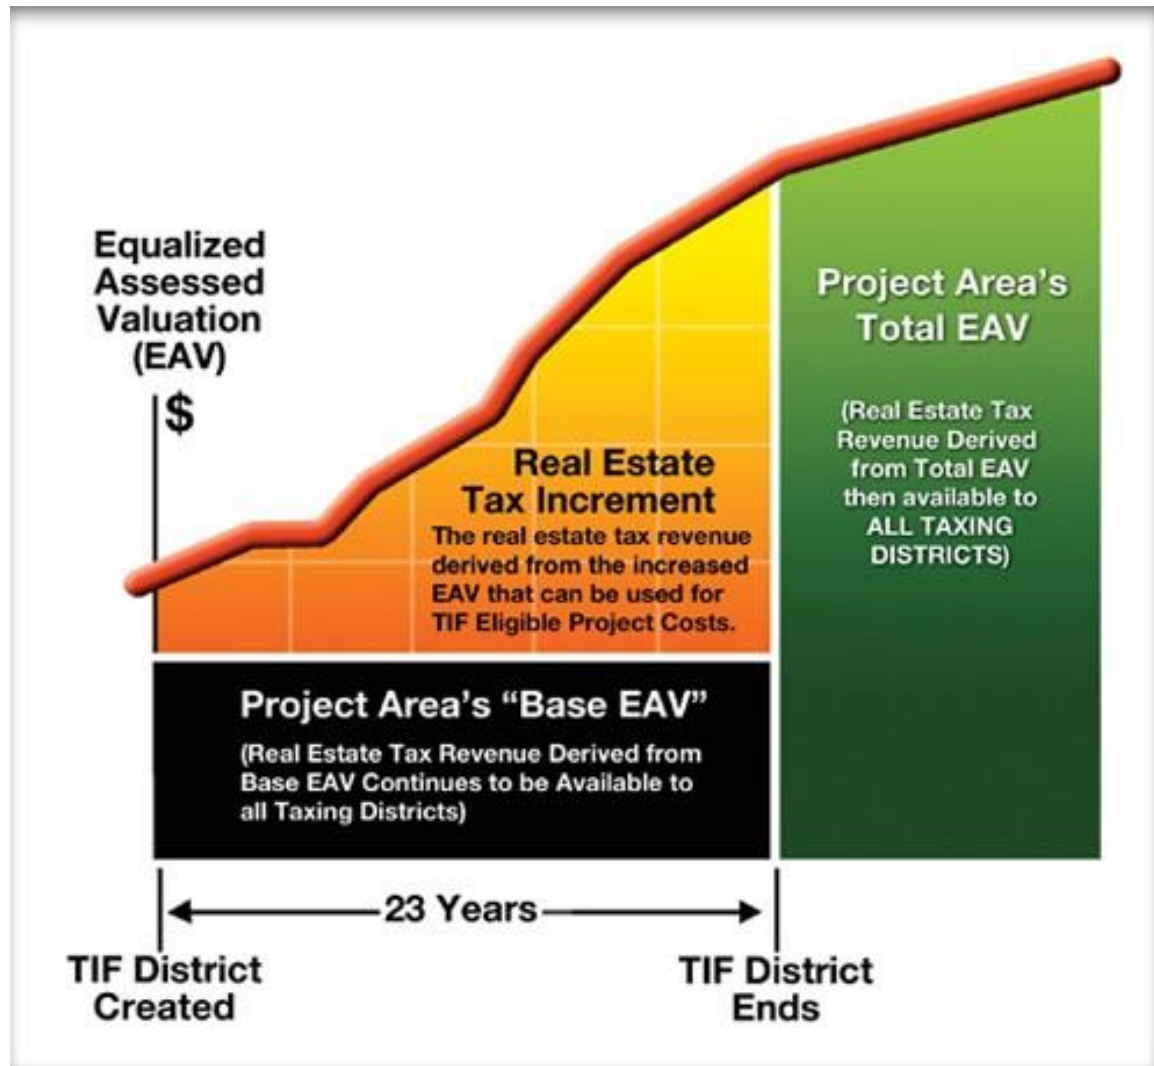 Equalized
Assessed
Valuation
(EAV)
$
Real Estate
Tax Increment
The real estate tax revenue
derived from the increased
EAV that can be used for
TIF Eligible Project Costs.
Project Area’s
Total EAV
(Real Estate Tax
Revenue Derived
from Total EAV
then available to
ALL TAXING
DISTRICTS)
Project Area’s “Base EAV”
(Real Estate Tax Revenue Derived from
Base EAV Continues to be Available to
all Taxing Districts)
23 Years
TIF District
Created
TIF District
Ends